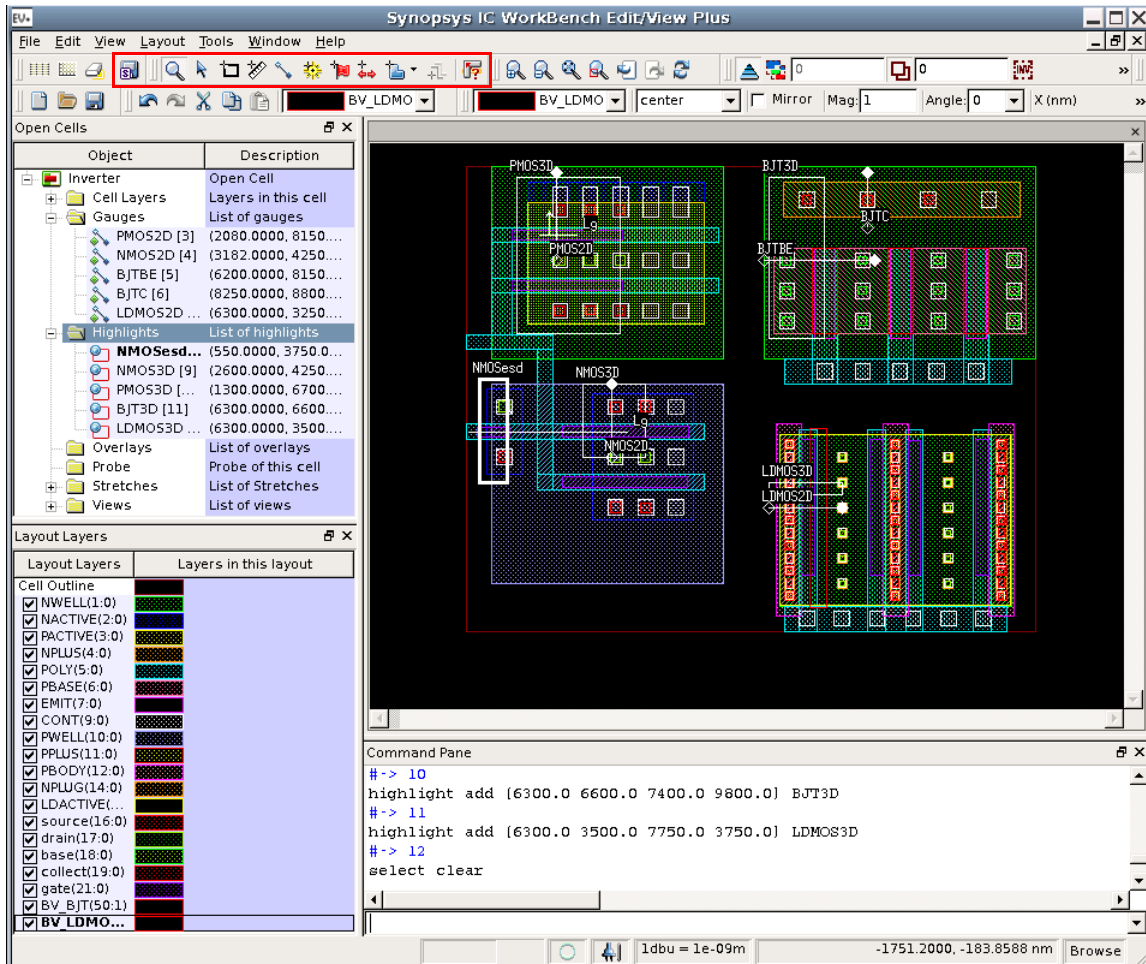 EV+
Synopsys IC WorkBench Edit/View Plus
File Edit View Layout Tools Window Help
0 0 »
BV_LDMO BV_LDMO center Mirror Mag: 1 Angle: 0 X (nm) »
Open Cells
Object Description
Inverter Open Cell
Cell Layers Layers in this cell
Gauges List of gauges
PMOS2D [3] (2080.0000, 8150....
NMOS2D [4] (3182.0000, 4250....
BJTBE [5] (6200.0000, 8150....
BJTC [6] (8250.0000, 8800....
LDMOS2D ... (6300.0000, 3250....
Highlights List of highlights
NMOSesd... (550.0000, 3750.0...
NMOS3D [9] (2600.0000, 4250....
PMOS3D [... (1300.0000, 6700....
BJT3D [11] (6300.0000, 6600....
LDMOS3D ... (6300.0000, 3500....
Overlays List of overlays
Probe Probe of this cell
Stretches List of Stretches
Views List of views
Layout Layers
Layout Layers Layers in this layout
Cell Outline
NWELL(1:0)
NACTIVE(2:0)
PACTIVE(3:0)
NPLUS(4:0)
POLY(5:0)
PBASE(6:0)
EMIT(7:0)
CONT(9:0)
PWELL(10:0)
PPLUS(11:0)
PBODY(12:0)
NPLUG(14:0)
LDACTIVE(...
source(16:0)
drain(17:0)
base(18:0)
collect(19:0)
gate(21:0)
BV_BJT(50:1)
BV_LDMO...
PMOS3D
Lg
PMOS2D
BJT3D
BJTC
BJTBE
NMOSesd
NMOS3D
Lg
NMOS2D
LDMOS3D
LDMOS2D
Command Pane
#-> 10
highlight add {6300.0 6600.0 7400.0 9800.0} BJT3D
#-> 11
highlight add {6300.0 3500.0 7750.0 3750.0} LDMOS3D
#-> 12
select clear
1dbu = 1e-09m -1751.2000, -183.8588 nm Browse